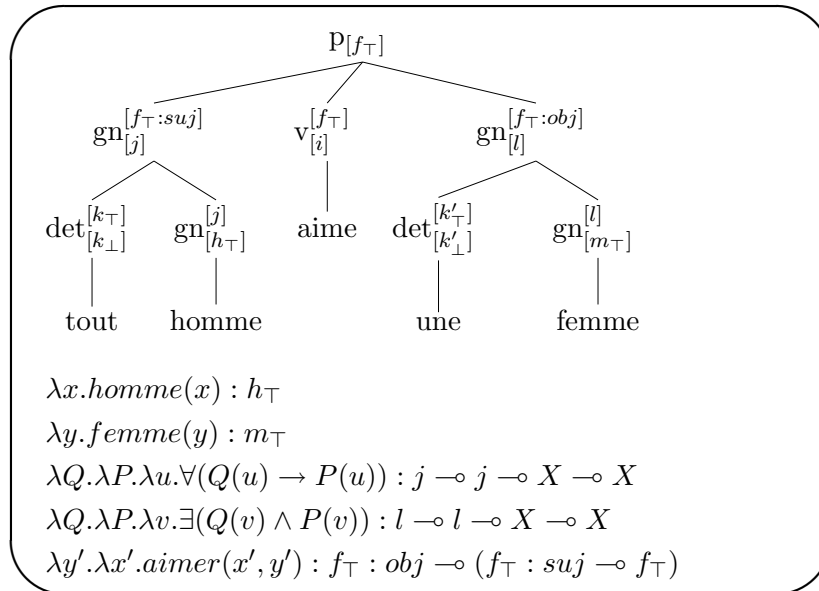 p[f⊤]
gn[j][f⊤:suj] v[i][f⊤] gn[l][f⊤:obj]
det[k⊥][k⊤] gn[h⊤][j] aime det[k′⊥][k′⊤] gn[m⊤][l]
tout homme une femme
λx.homme(x) : h⊤
λy.femme(y) : m⊤
λQ.λP.λu.∀(Q(u) → P(u)) : j ⊸ j ⊸ X ⊸ X
λQ.λP.λv.∃(Q(v) ∧ P(v)) : l ⊸ l ⊸ X ⊸ X
λy′.λx′.aimer(x′, y′) : f⊤ : obj ⊸ (f⊤ : suj ⊸ f⊤)